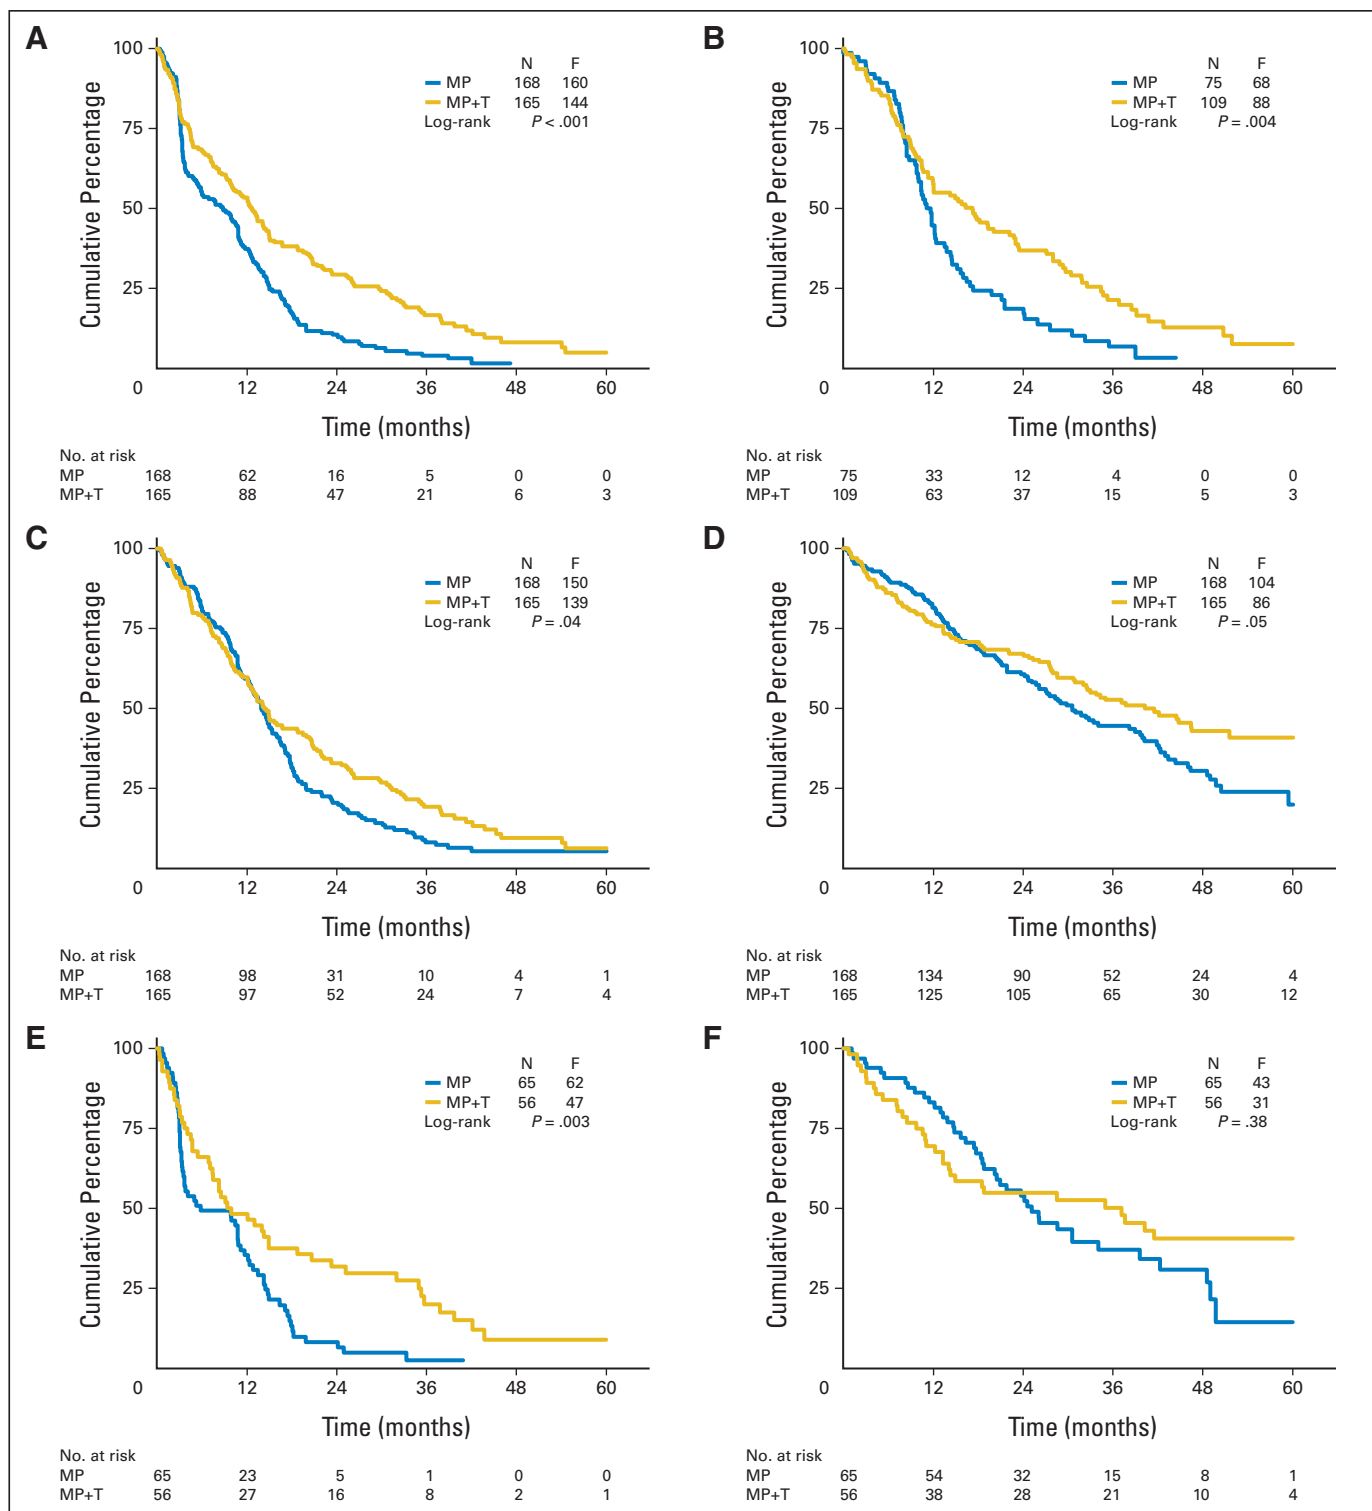 A
100
75
50
25
0
12
24
36
48
60
Cumulative Percentage
Time (months)
N F
MP 168 160
MP+T 165 144
Log-rank P < .001
No. at risk
MP 168 62 16 5 0 0
MP+T 165 88 47 21 6 3
B
100
75
50
25
0
12
24
36
48
60
Cumulative Percentage
Time (months)
N F
MP 75 68
MP+T 109 88
Log-rank P = .004
No. at risk
MP 75 33 12 4 0 0
MP+T 109 63 37 15 5 3
C
100
75
50
25
0
12
24
36
48
60
Cumulative Percentage
Time (months)
N F
MP 168 150
MP+T 165 139
Log-rank P = .04
No. at risk
MP 168 98 31 10 4 1
MP+T 165 97 52 24 7 4
D
100
75
50
25
0
12
24
36
48
60
Cumulative Percentage
Time (months)
N F
MP 168 104
MP+T 165 86
Log-rank P = .05
No. at risk
MP 168 134 90 52 24 4
MP+T 165 125 105 65 30 12
E
100
75
50
25
0
12
24
36
48
60
Cumulative Percentage
Time (months)
N F
MP 65 62
MP+T 56 47
Log-rank P = .003
No. at risk
MP 65 23 5 1 0 0
MP+T 56 27 16 8 2 1
F
100
75
50
25
0
12
24
36
48
60
Cumulative Percentage
Time (months)
N F
MP 65 43
MP+T 56 31
Log-rank P = .38
No. at risk
MP 65 54 32 15 8 1
MP+T 56 38 28 21 10 4